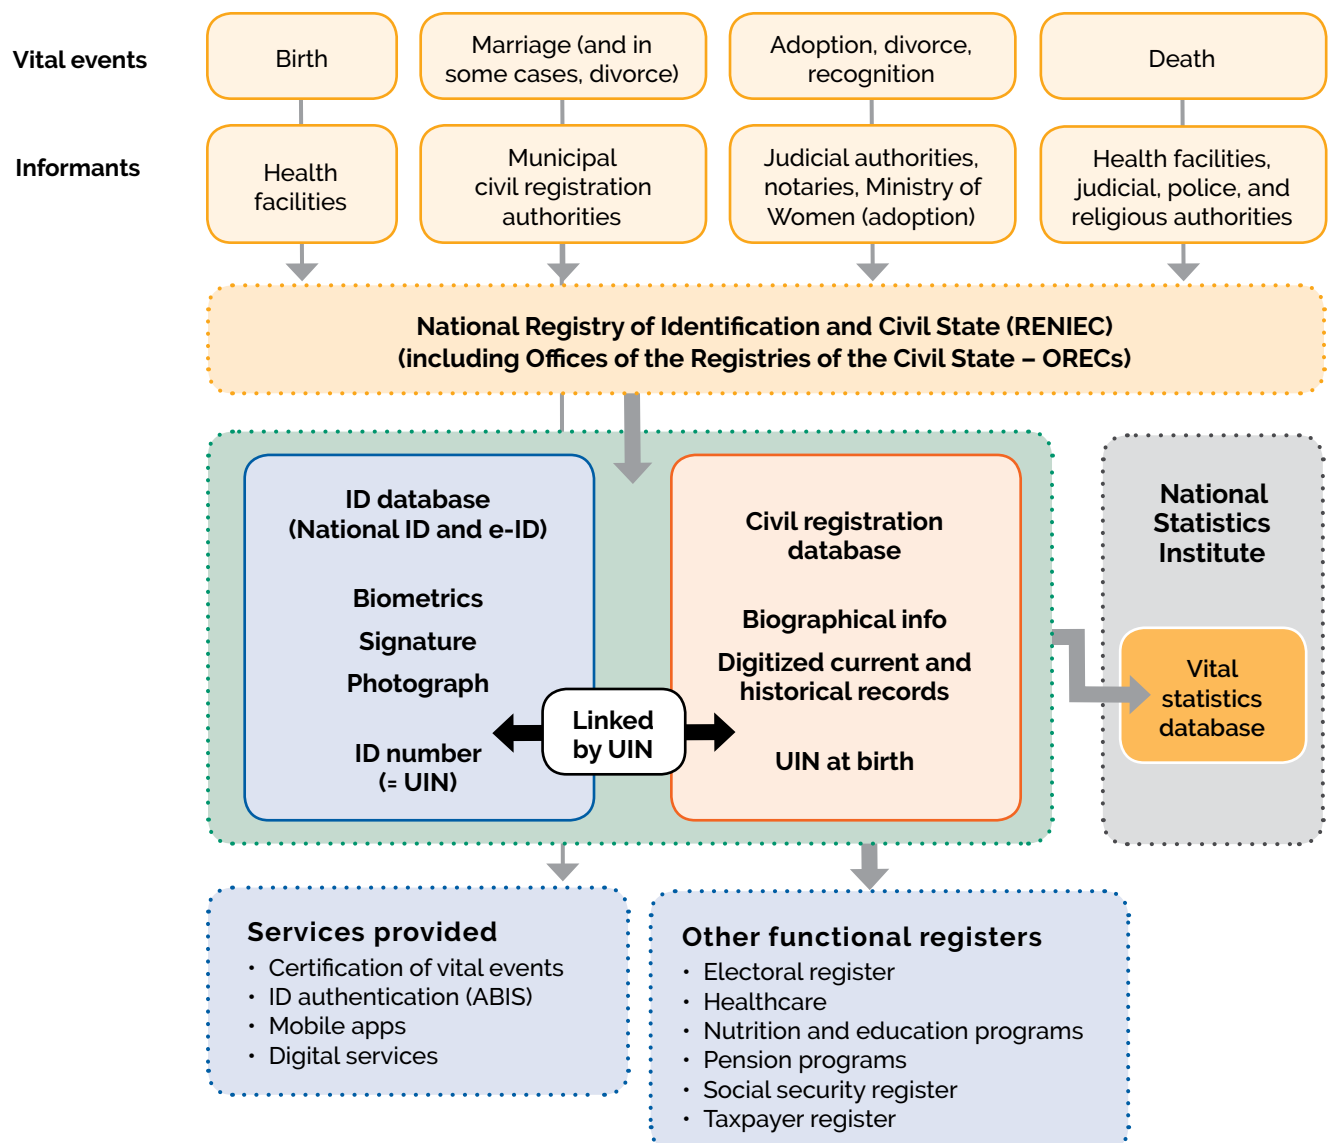 Vital events
Birth
Marriage (and in
some cases, divorce)
Adoption, divorce,
recognition
Death
Informants
Health
facilities
Municipal
civil registration
authorities
Judicial authorities,
notaries, Ministry of
Women (adoption)
Health facilities,
judicial, police, and
religious authorities
National Registry of Identification and Civil State (RENIEC)
(including Offices of the Registries of the Civil State – ORECs)
ID database
(National ID and e-ID)
Biometrics
Signature
Photograph
ID number
(= UIN)
Linked
by UIN
Civil registration
database
Biographical info
Digitized current and
historical records
UIN at birth
National
Statistics
Institute
Vital
statistics
database
Services provided
• Certification of vital events
• ID authentication (ABIS)
• Mobile apps
• Digital services
Other functional registers
• Electoral register
• Healthcare
• Nutrition and education programs
• Pension programs
• Social security register
• Taxpayer register